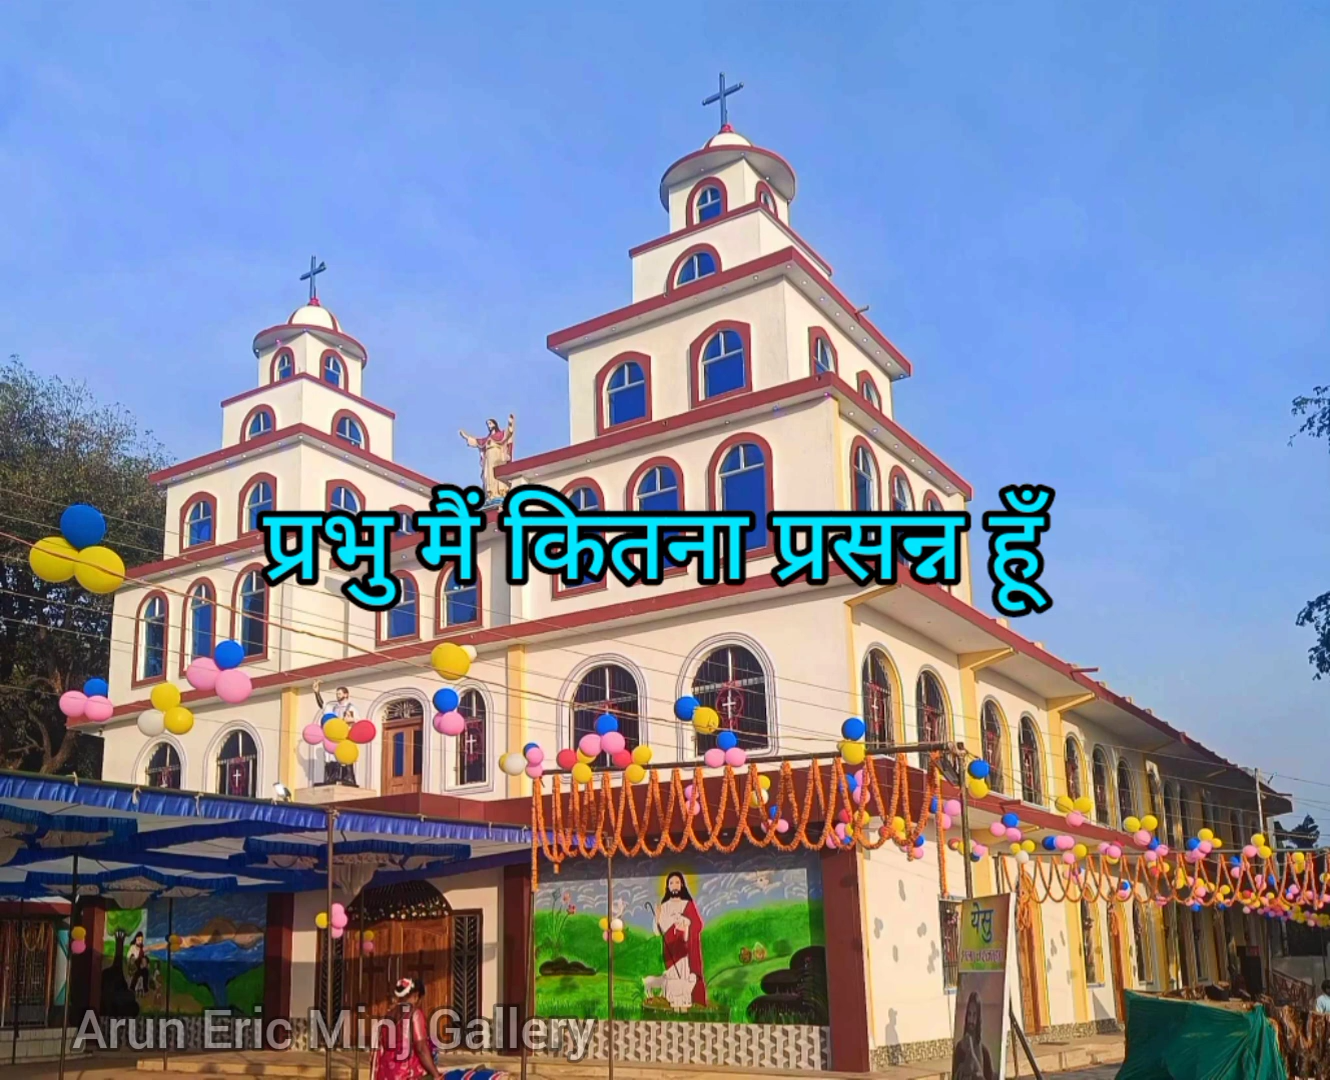 प्रभु मैं कितना प्रसन्न हूँ
येसु
Arun Eric Minj Gallery